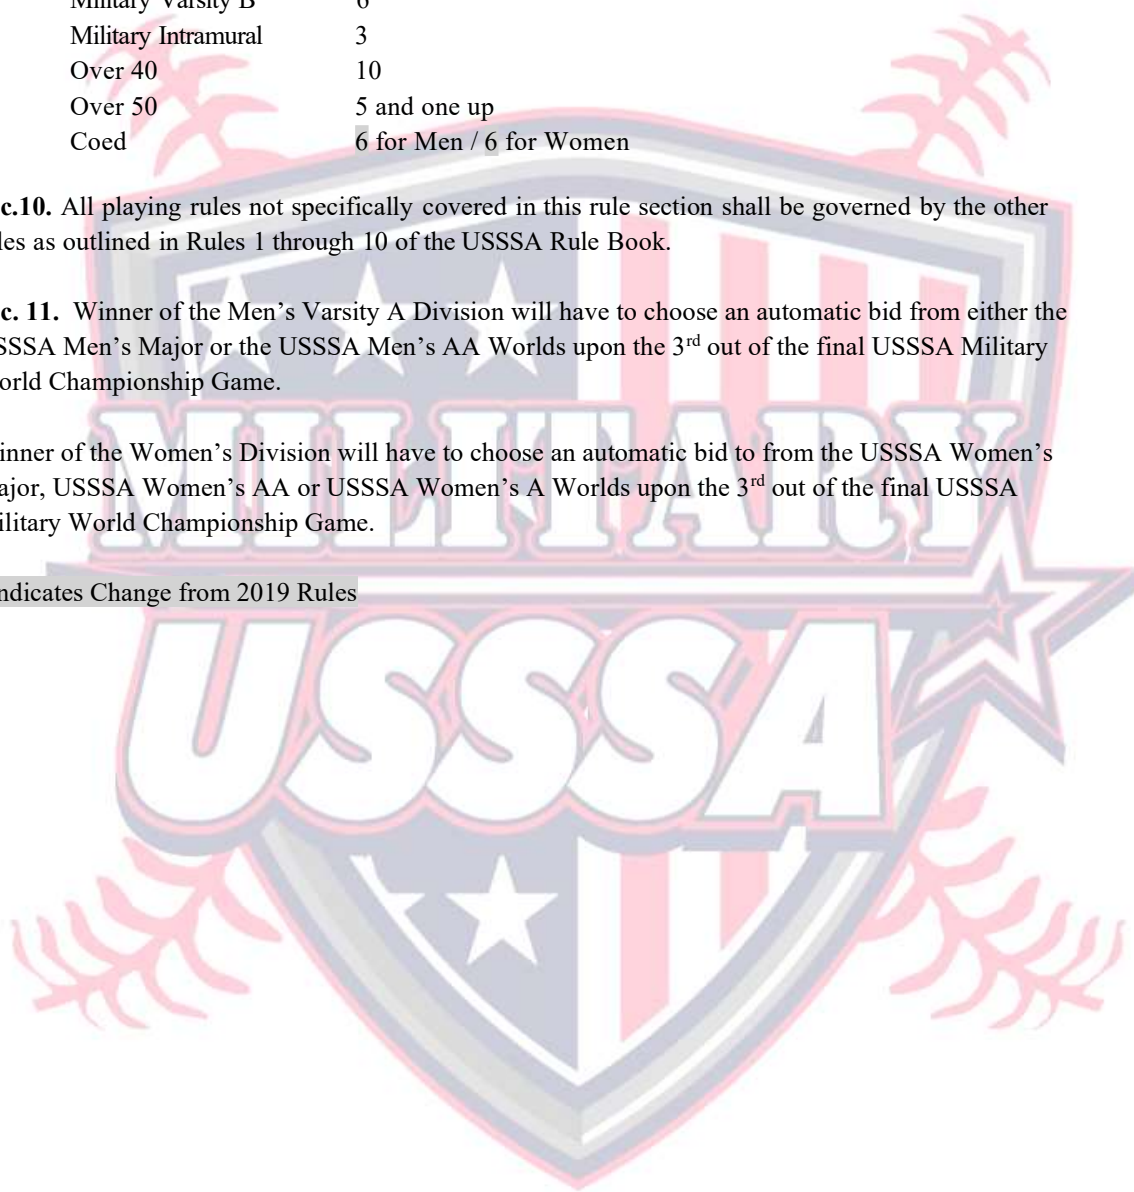 Military Varsity B 6
Military Intramural 3
Over 40 10
Over 50 5 and one up
Coed 6 for Men / 6 for Women
c.10. All playing rules not specifically covered in this rule section shall be governed by the other
les as outlined in Rules 1 through 10 of the USSSA Rule Book.
c. 11. Winner of the Men’s Varsity A Division will have to choose an automatic bid from either the
SSSA Men’s Major or the USSSA Men’s AA Worlds upon the 3rd out of the final USSSA Military
orld Championship Game.
inner of the Women’s Division will have to choose an automatic bid to from the USSSA Women’s
ajor, USSSA Women’s AA or USSSA Women’s A Worlds upon the 3rd out of the final USSSA
ilitary World Championship Game.
ndicates Change from 2019 Rules
MILITARY
USSSA